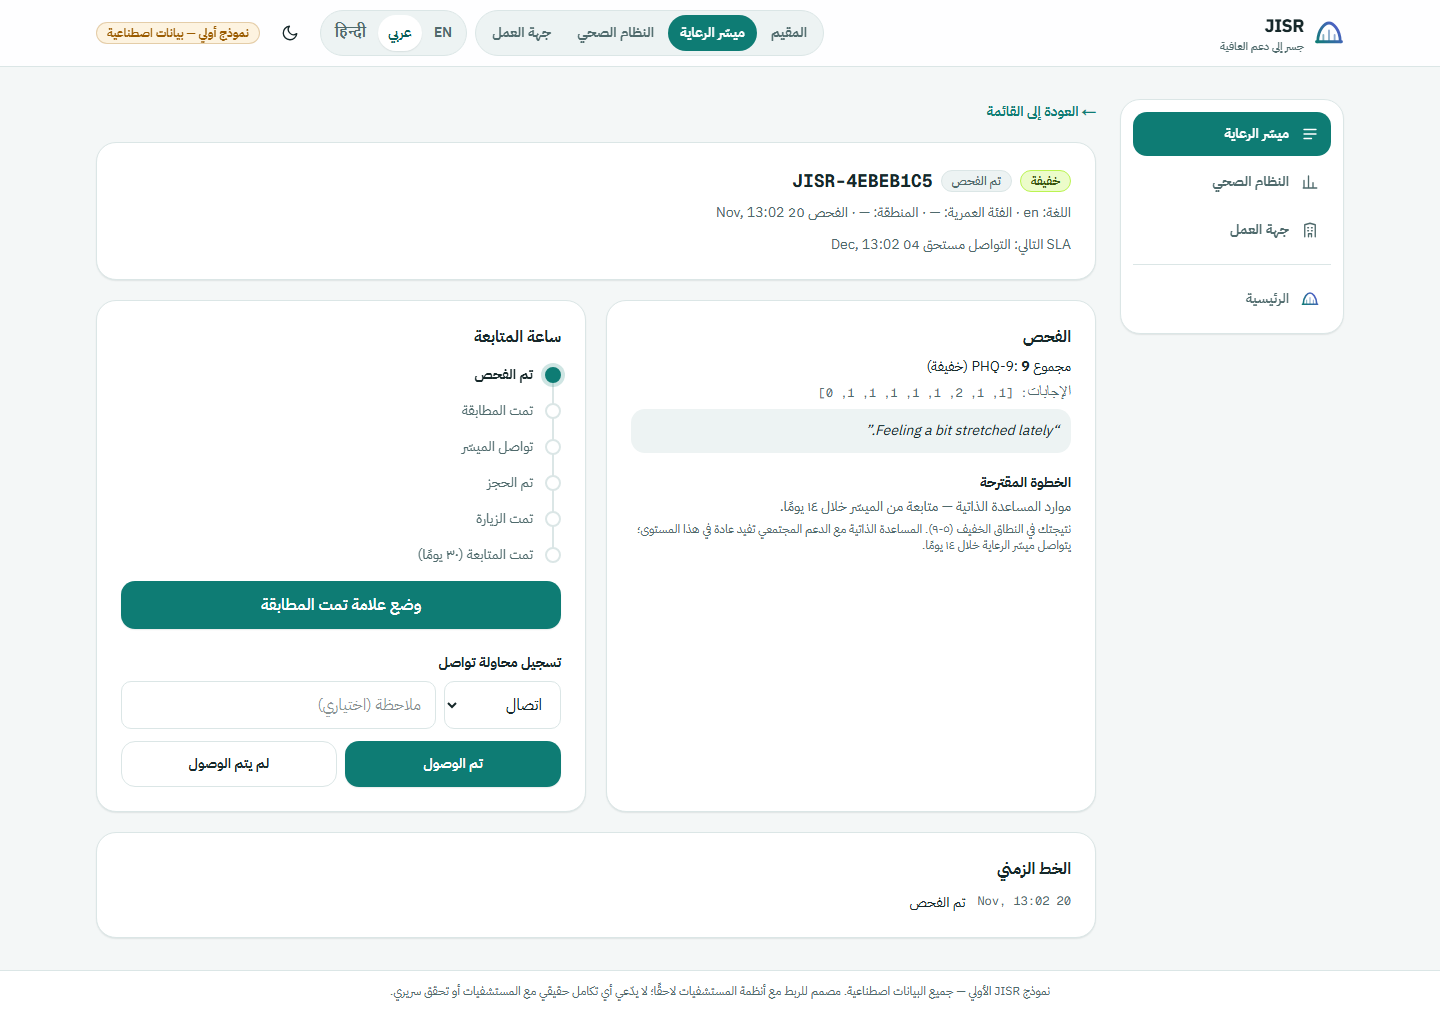 JISR
جسر إلى دعم العافية
المقيم
ميسّر الرعاية
النظام الصحي
جهة العمل
EN
عربي
हिन्दी
نموذج أولي — بيانات اصطناعية
ميسّر الرعاية
النظام الصحي
جهة العمل
الرئيسية
← العودة إلى القائمة
خفيفة
تم الفحص
JISR-4EBEB1C5
اللغة: en · الفئة العمرية: — · المنطقة: — · الفحص 20 Nov, 13:02
SLA التالي: التواصل مستحق 04 Dec, 13:02
الفحص
مجموع PHQ-9: 9 (خفيفة)
الإجابات: [1, 1, 2, 1, 1, 1, 1, 1, 0]
“Feeling a bit stretched lately.”
الخطوة المقترحة
موارد المساعدة الذاتية — متابعة من الميسّر خلال ١٤ يومًا.
نتيجتك في النطاق الخفيف (٥-٩). المساعدة الذاتية مع الدعم المجتمعي تفيد عادة في هذا المستوى؛
يتواصل ميسّر الرعاية خلال ١٤ يومًا.
ساعة المتابعة
تم الفحص
تمت المطابقة
تواصل الميسّر
تم الحجز
تمت الزيارة
تمت المتابعة (٣٠ يومًا)
وضع علامة تمت المطابقة
تسجيل محاولة تواصل
اتصال
ملاحظة (اختياري)
تم الوصول
لم يتم الوصول
الخط الزمني
20 Nov, 13:02
تم الفحص
نموذج JISR الأولي — جميع البيانات اصطناعية. مصمم للربط مع أنظمة المستشفيات لاحقًا؛ لا يدّعي أي تكامل حقيقي مع المستشفيات أو تحقق سريري.